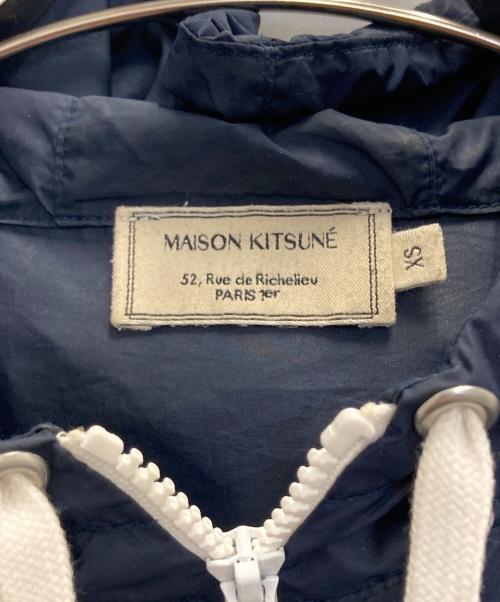 MAISON KITSUNÉ
52, Rue de Richelieu
PARIS 1er
XS